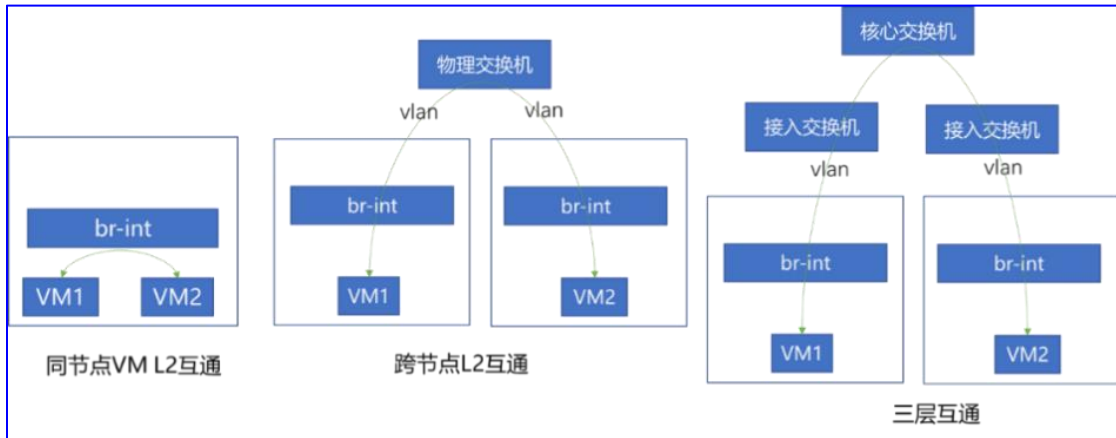 br-int
VM1
VM2
同节点VM L2互通
物理交换机
vlan
vlan
br-int
br-int
VM1
VM2
跨节点L2互通
核心交换机
接入交换机
接入交换机
vlan
vlan
br-int
br-int
VM1
VM2
三层互通